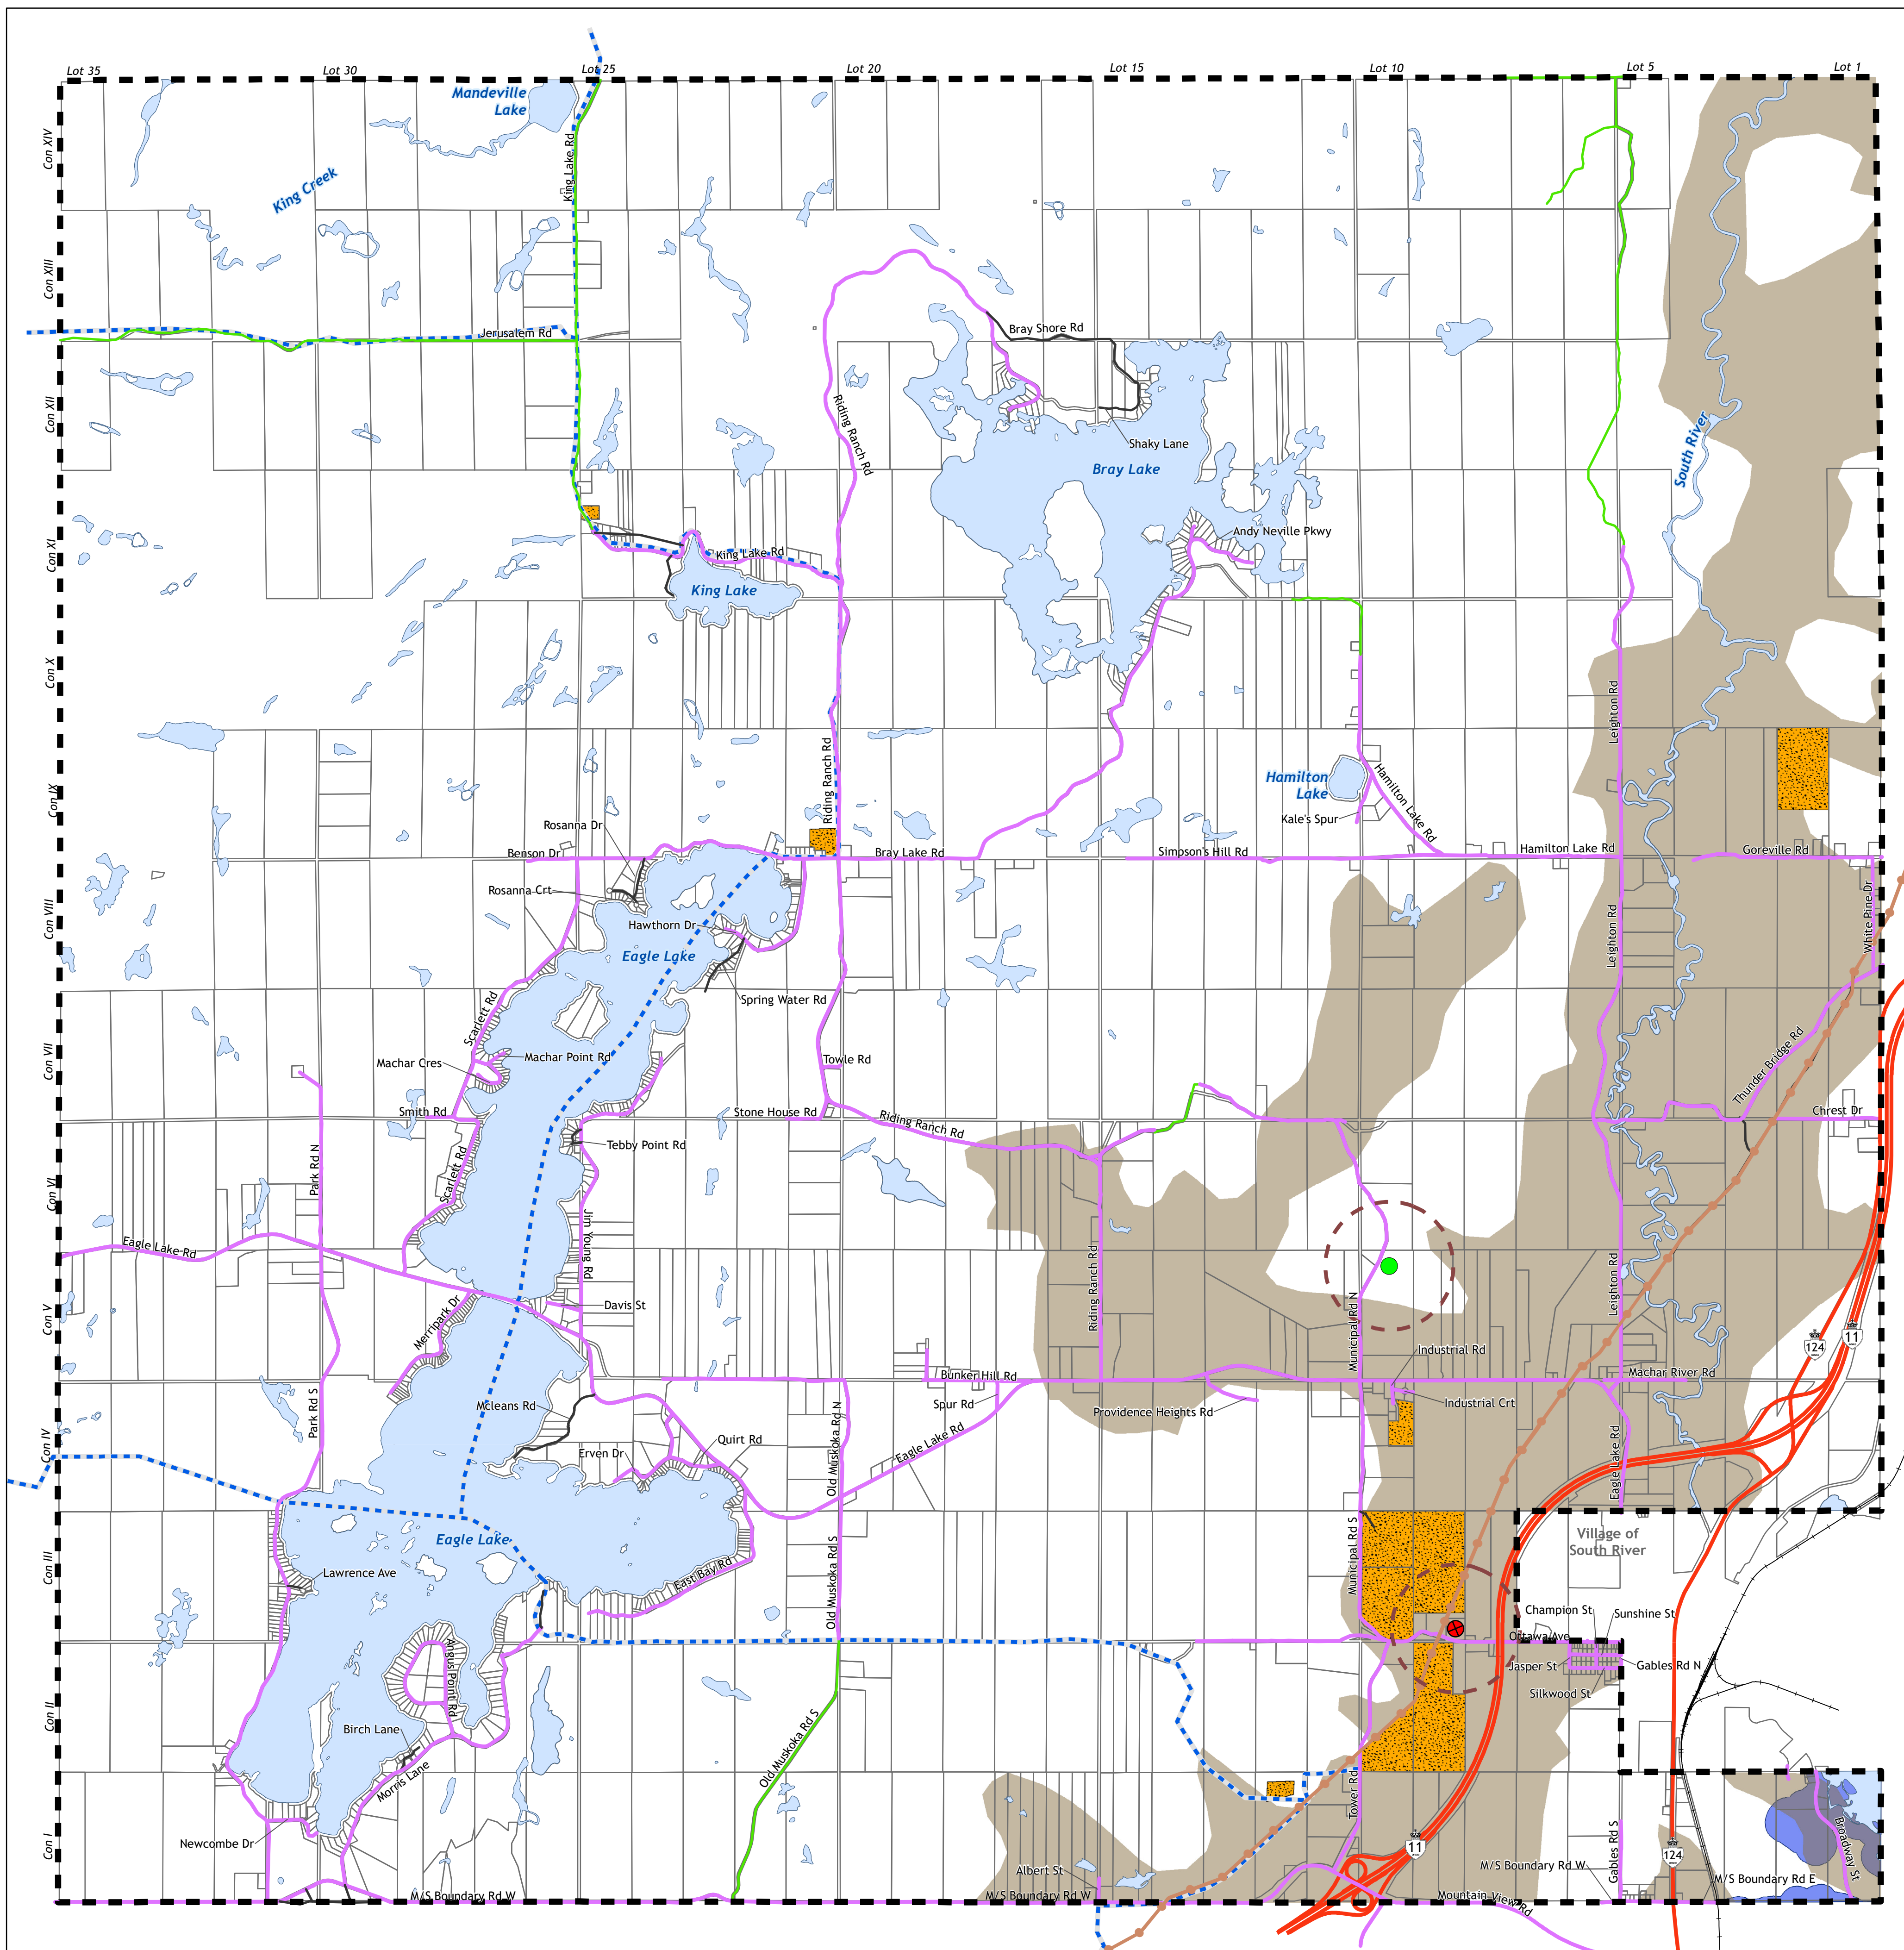 Lot 35
Lot 30
Lot 25
Lot 20
Lot 15
Lot 10
Lot 5
Lot 1
Mandeville
Lake
Con XIV
King Lake Rd
King Creek
Con XIII
Jerusalem Rd
Bray Shore Rd
Con XII
Riding Ranch Rd
Shaky Lane
Bray Lake
South River
Con XI
Andy Neville Pkwy
King Lake Rd
King Lake
Con X
Leighton Rd
Riding Ranch Rd
Hamilton
Lake
Con IX
Hamilton Lake Rd
Kale's Spur
Rosanna Dr
Benson Dr
Bray Lake Rd
Simpson's Hill Rd
Hamilton Lake Rd
Goreville Rd
Rosanna Crt
Con VIII
Hawthorn Dr
Leighton Rd
White Pine Dr
Eagle Lake
Spring Water Rd
Scarlett Rd
Con VII
Machar Point Rd
Machar Cres
Towle Rd
Thunder Bridge Rd
Smith Rd
Stone House Rd
Riding Ranch Rd
Chrest Dr
Tebby Point Rd
Park Rd N
Scarlett Rd
Con VI
Jim Young Rd
Eagle Lake Rd
Riding Ranch Rd
Leighton Rd
Davis St
Con V
Merripark Dr
Municipal Rd N
11
124
Industrial Rd
Bunker Hill Rd
Machar River Rd
Park Rd S
Mcleans Rd
Spur Rd
Providence Heights Rd
Industrial Crt
Con IV
Quirt Rd
Erven Dr
Old Muskoka Rd N
Eagle Lake Rd
Eagle Lake Rd
Eagle Lake
Village of
South River
Con III
Lawrence Ave
East Bay Rd
Old Muskoka Rd S
Municipal Rd S
Champion St
Sunshine St
Ottawa Ave
Angus Point Rd
Jasper St
Gables Rd N
Silkwood St
Con II
Birch Lane
Old Muskoka Rd S
Morris Lane
Tower Rd
Newcombe Dr
Con I
11
124
Gables Rd S
Broadway St
Albert St
M/S Boundary Rd W
M/S Boundary Rd E
M/S Boundary Rd W
M/S Boundary Rd W
Mountain View Rd